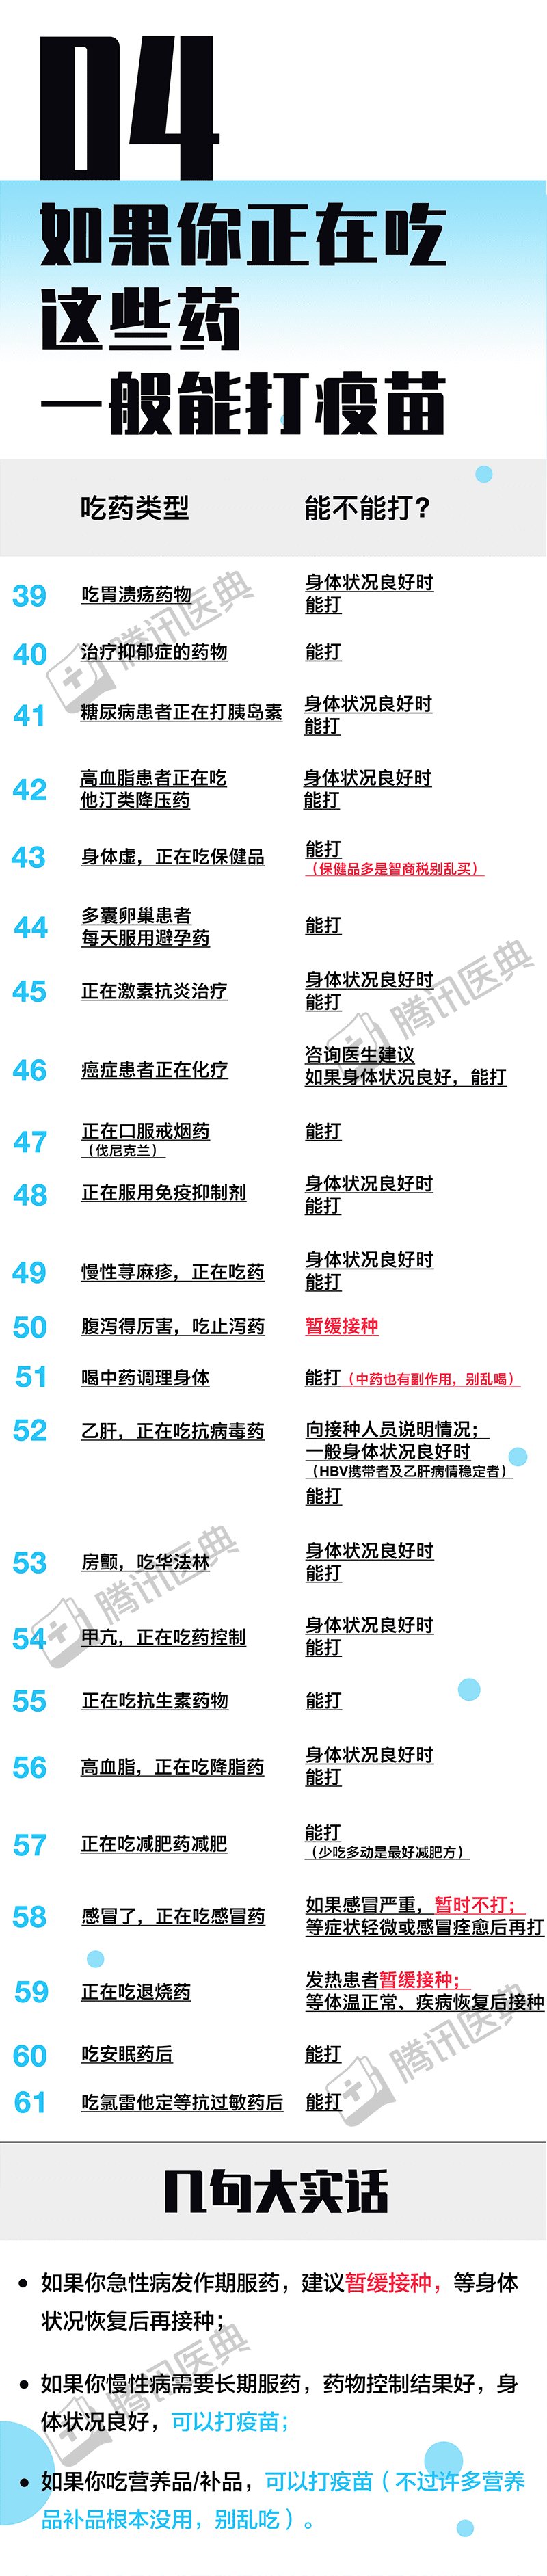 04
如果你正在吃
这些药
一般能打疫苗
吃药类型 能不能打？
39 吃胃溃疡药物 身体状况良好时
能打
40 治疗抑郁症的药物 能打
41 糖尿病患者正在打胰岛素 身体状况良好时
能打
42 高血脂患者正在吃
他汀类降压药 身体状况良好时
能打
43 身体虚，正在吃保健品 能打
（保健品多是智商税别乱买）
44 多囊卵巢患者
每天服用避孕药 能打
45 正在激素抗炎治疗 身体状况良好时
能打
46 癌症患者正在化疗 咨询医生建议
如果身体状况良好，能打
47 正在口服戒烟药
（伐尼克兰） 能打
48 正在服用免疫抑制剂 身体状况良好时
能打
49 慢性荨麻疹，正在吃药 身体状况良好时
能打
50 腹泻得厉害，吃止泻药 暂缓接种
51 喝中药调理身体 能打（中药也有副作用，别乱喝）
52 乙肝，正在吃抗病毒药 向接种人员说明情况；
一般身体状况良好时
（HBV携带者及乙肝病情稳定者）
能打
53 房颤，吃华法林 身体状况良好时
能打
54 甲亢，正在吃药控制 身体状况良好时
能打
55 正在吃抗生素药物 能打
56 高血脂，正在吃降脂药 身体状况良好时
能打
57 正在吃减肥药减肥 能打
（少吃多动是最好减肥方）
58 感冒了，正在吃感冒药 如果感冒严重，暂时不打；
等症状轻微或感冒痊愈后再打
59 正在吃退烧药 发热患者暂缓接种；
等体温正常、疾病恢复后接种
60 吃安眠药后 能打
61 吃氯雷他定等抗过敏药后 能打
几句大实话
如果你急性病发作期服药，建议暂缓接种，等身体
状况恢复后再接种；
如果你慢性病需要长期服药，药物控制结果好，身
体状况良好，可以打疫苗；
如果你吃营养品/补品，可以打疫苗（不过许多营养
品补品根本没用，别乱吃）。
腾讯医典
腾讯医典
腾讯医典
腾讯医典
腾讯医典